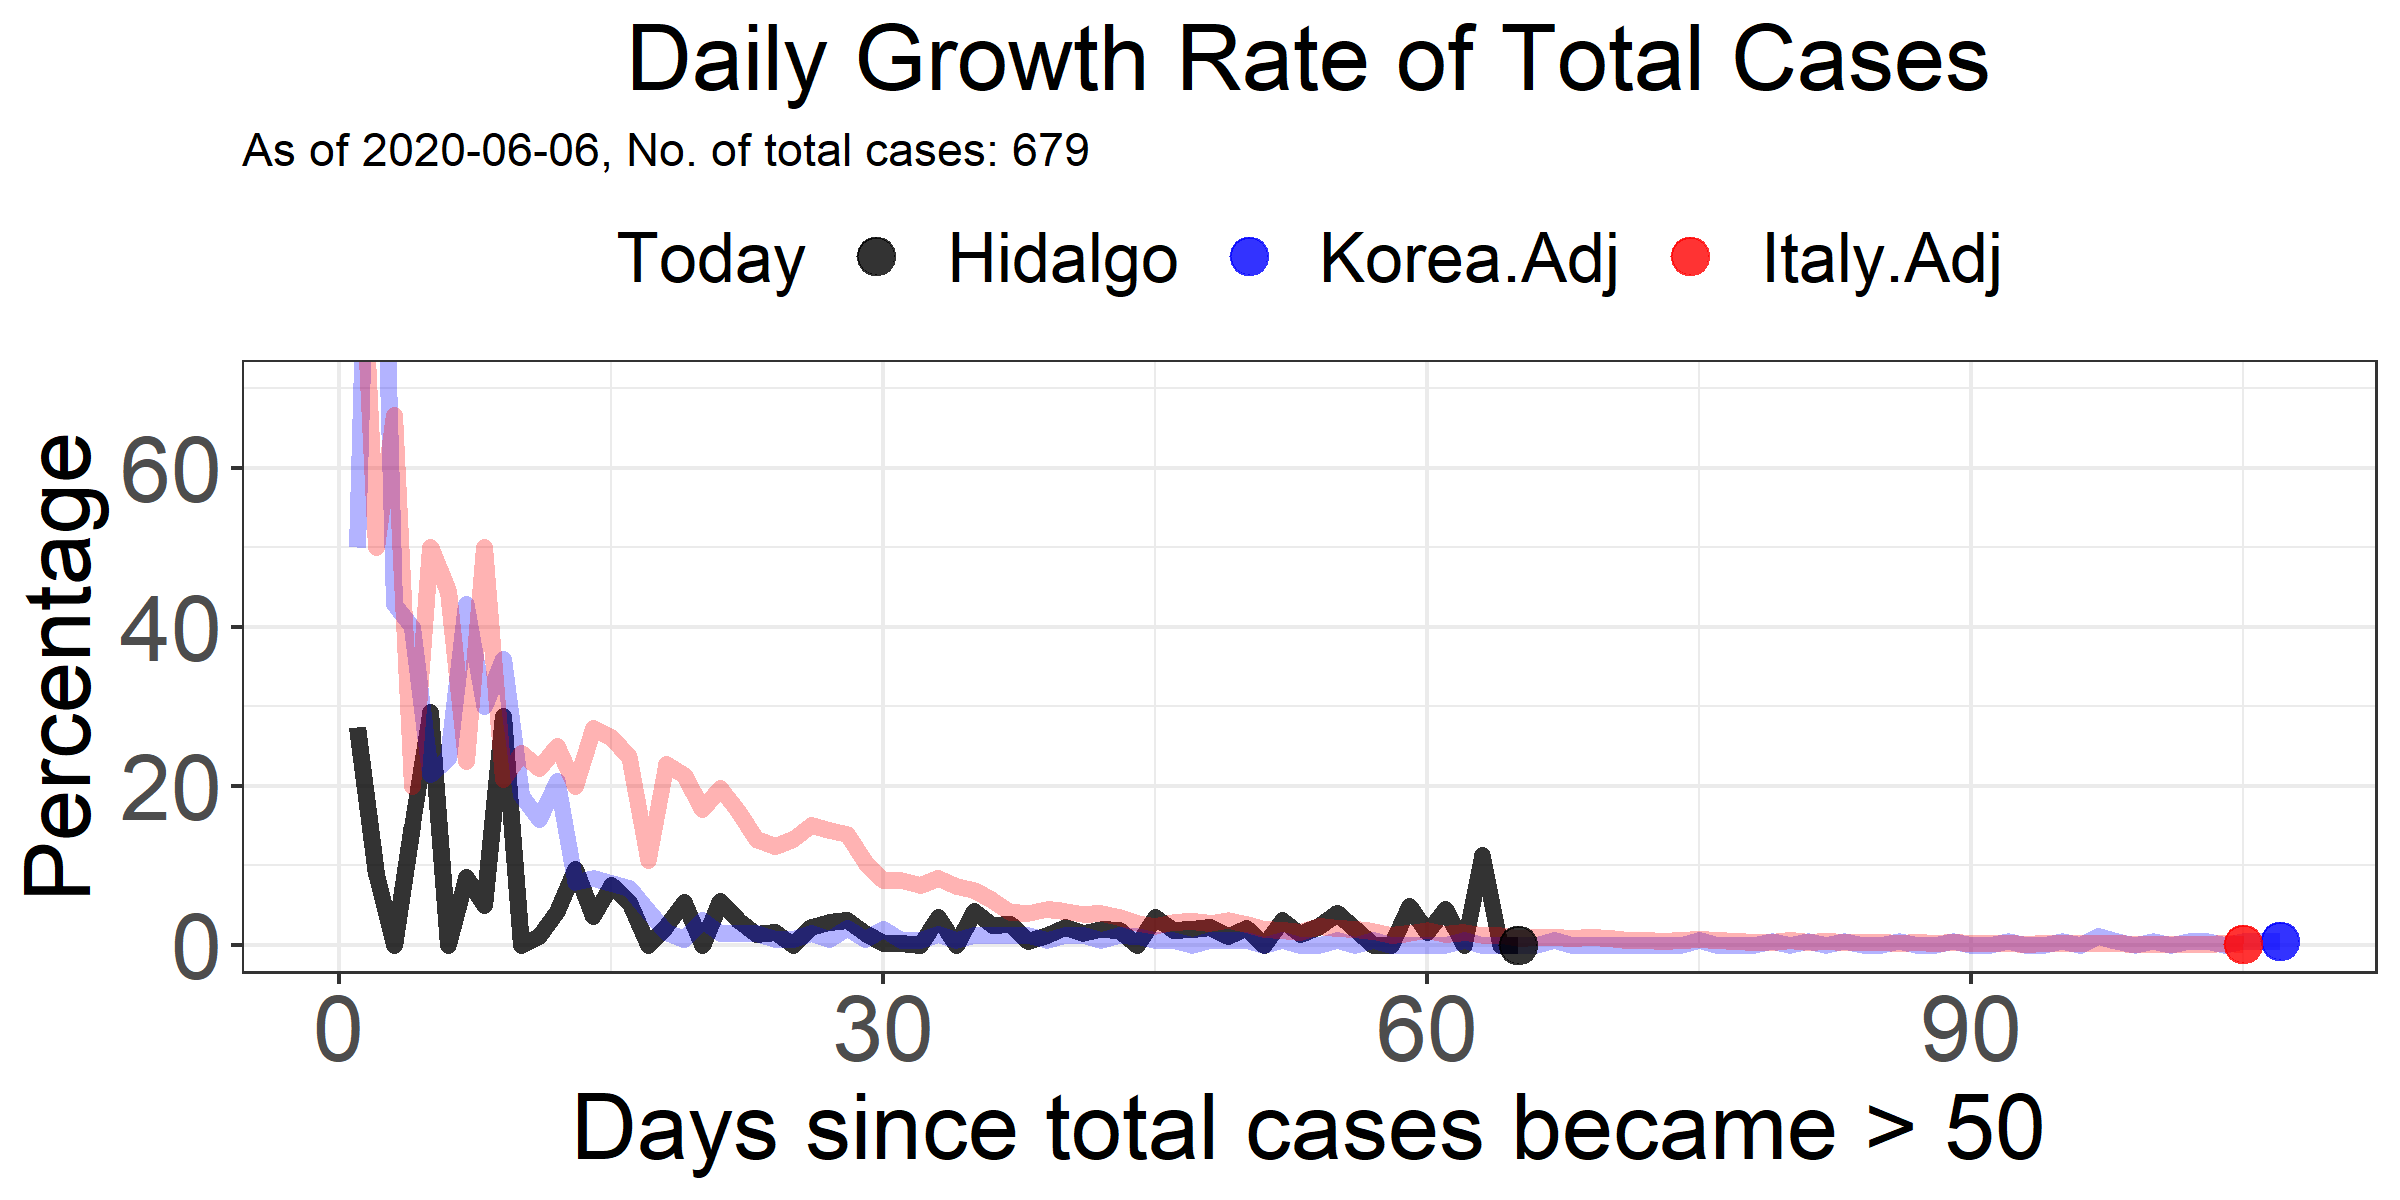 Daily Growth Rate of Total Cases
As of 2020-06-06, No. of total cases: 679
Today Hidalgo Korea.Adj Italy.Adj
Percentage
60
40
20
0
0 30 60 90
Days since total cases became > 50